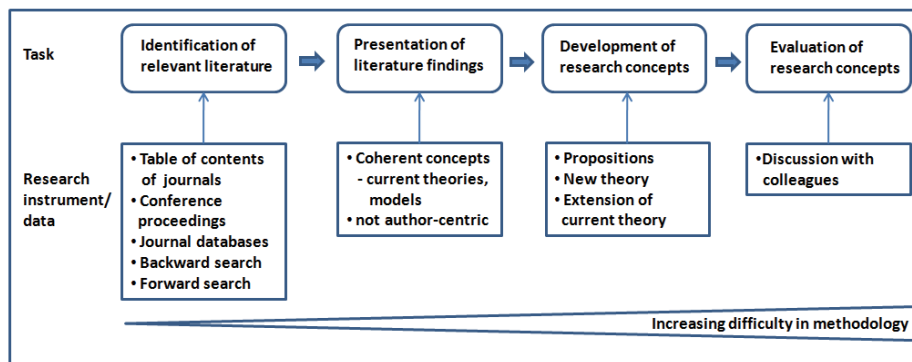 Task
Identification of
relevant literature
Presentation of
literature findings
Development of
research concepts
Evaluation of
research concepts
Research
instrument/
data
• Table of contents
of journals
• Conference
proceedings
• Journal databases
• Backward search
• Forward search
• Coherent concepts
- current theories,
models
• not author-centric
• Propositions
• New theory
• Extension of
current theory
• Discussion with
colleagues
Increasing difficulty in methodology